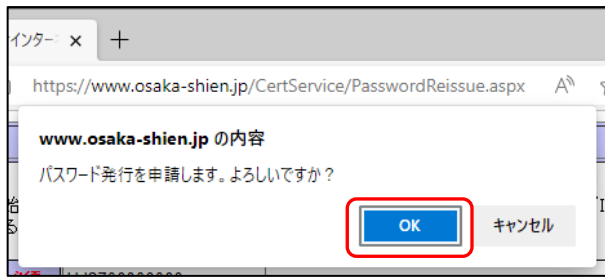 インター
https://www.osaka-shien.jp/CertService/PasswordReissue.aspx A
www.osaka-shien.jp の内容
パスワード発行を申請します。よろしいですか？
OK キャンセル